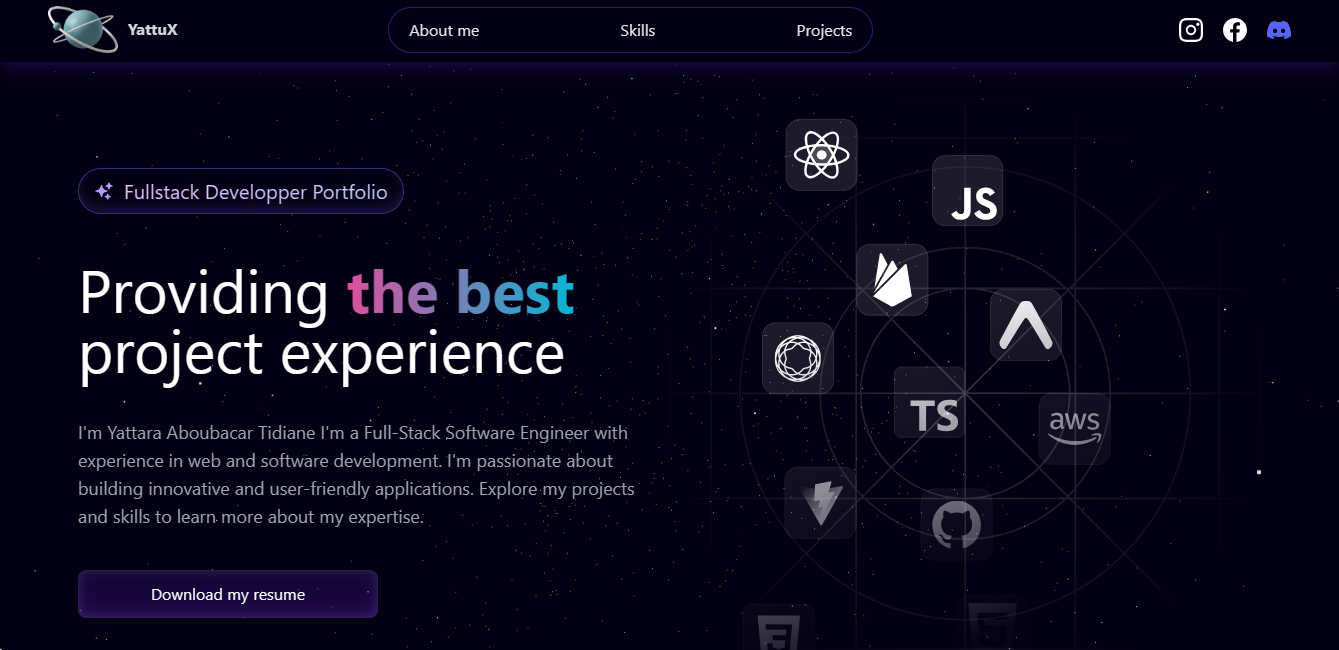 YattuX
About me
Skills
Projects
Fullstack Developper Portfolio
Providing the best
project experience
I'm Yattara Aboubacar Tidiane I'm a Full-Stack Software Engineer with
experience in web and software development. I'm passionate about
building innovative and user-friendly applications. Explore my projects
and skills to learn more about my expertise.
Download my resume
JS
TS
aws
3
5